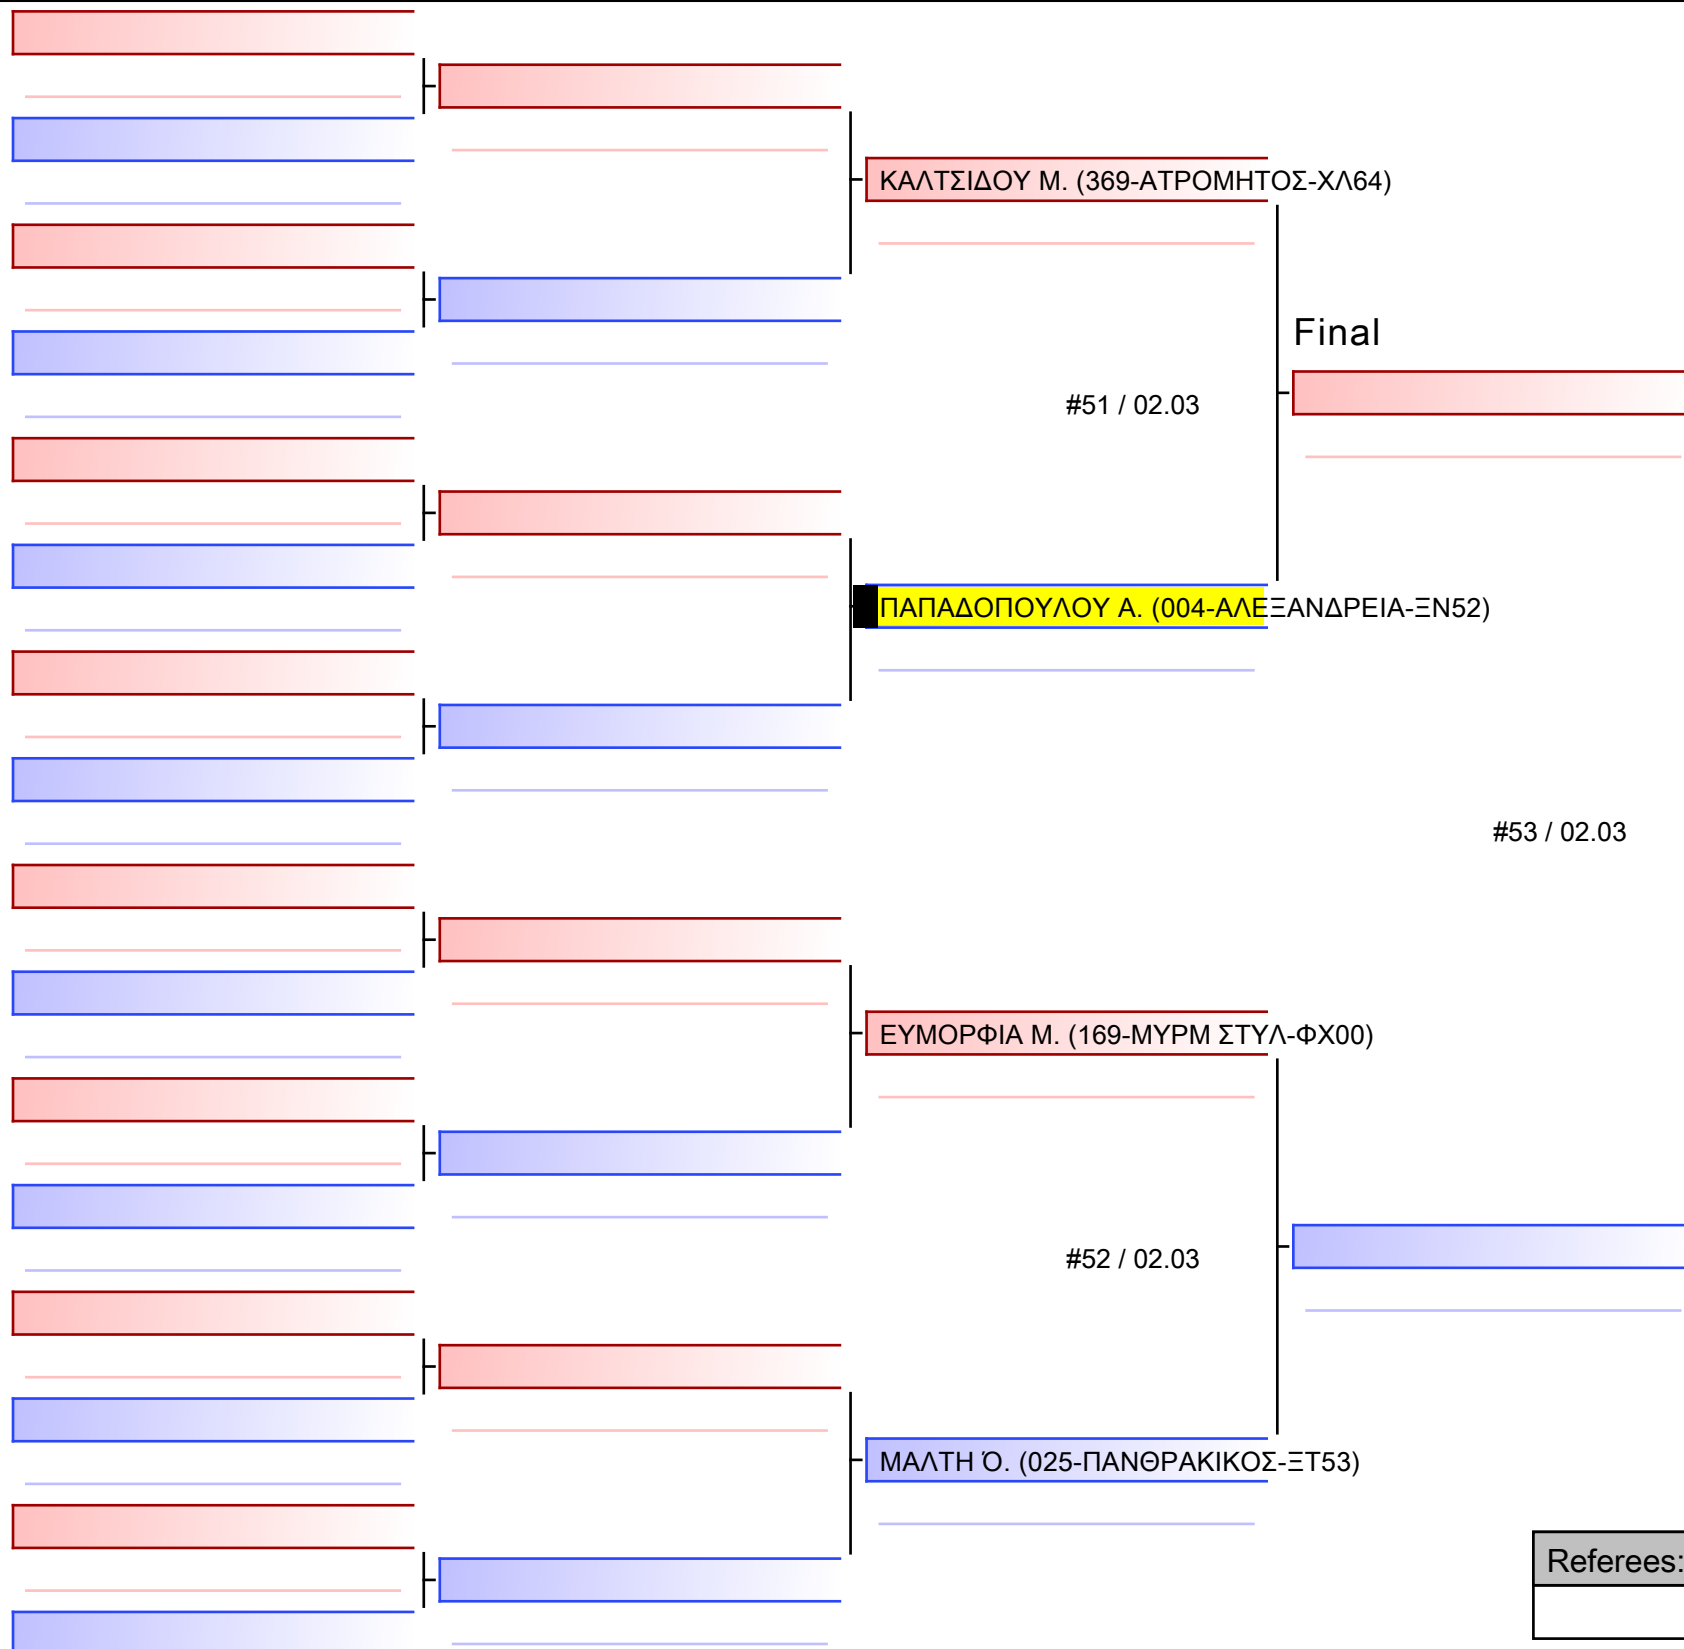 ΚΑΛΤΣΙΔΟΥ Μ. (369-ΑΤΡΟΜΗΤΟΣ-ΧΛ64)
Final
#51 / 02.03
ΠΑΠΑΔΟΠΟΥΛΟΥ Α. (004-ΑΛΕΞΑΝΔΡΕΙΑ-ΞΝ52)
#53 / 02.03
ΕΥΜΟΡΦΙΑ Μ. (169-ΜΥΡΜ ΣΤΥΛ-ΦΧ00)
#52 / 02.03
ΜΑΛΤΗ Ό. (025-ΠΑΝΘΡΑΚΙΚΟΣ-ΞΤ53)
Referees: